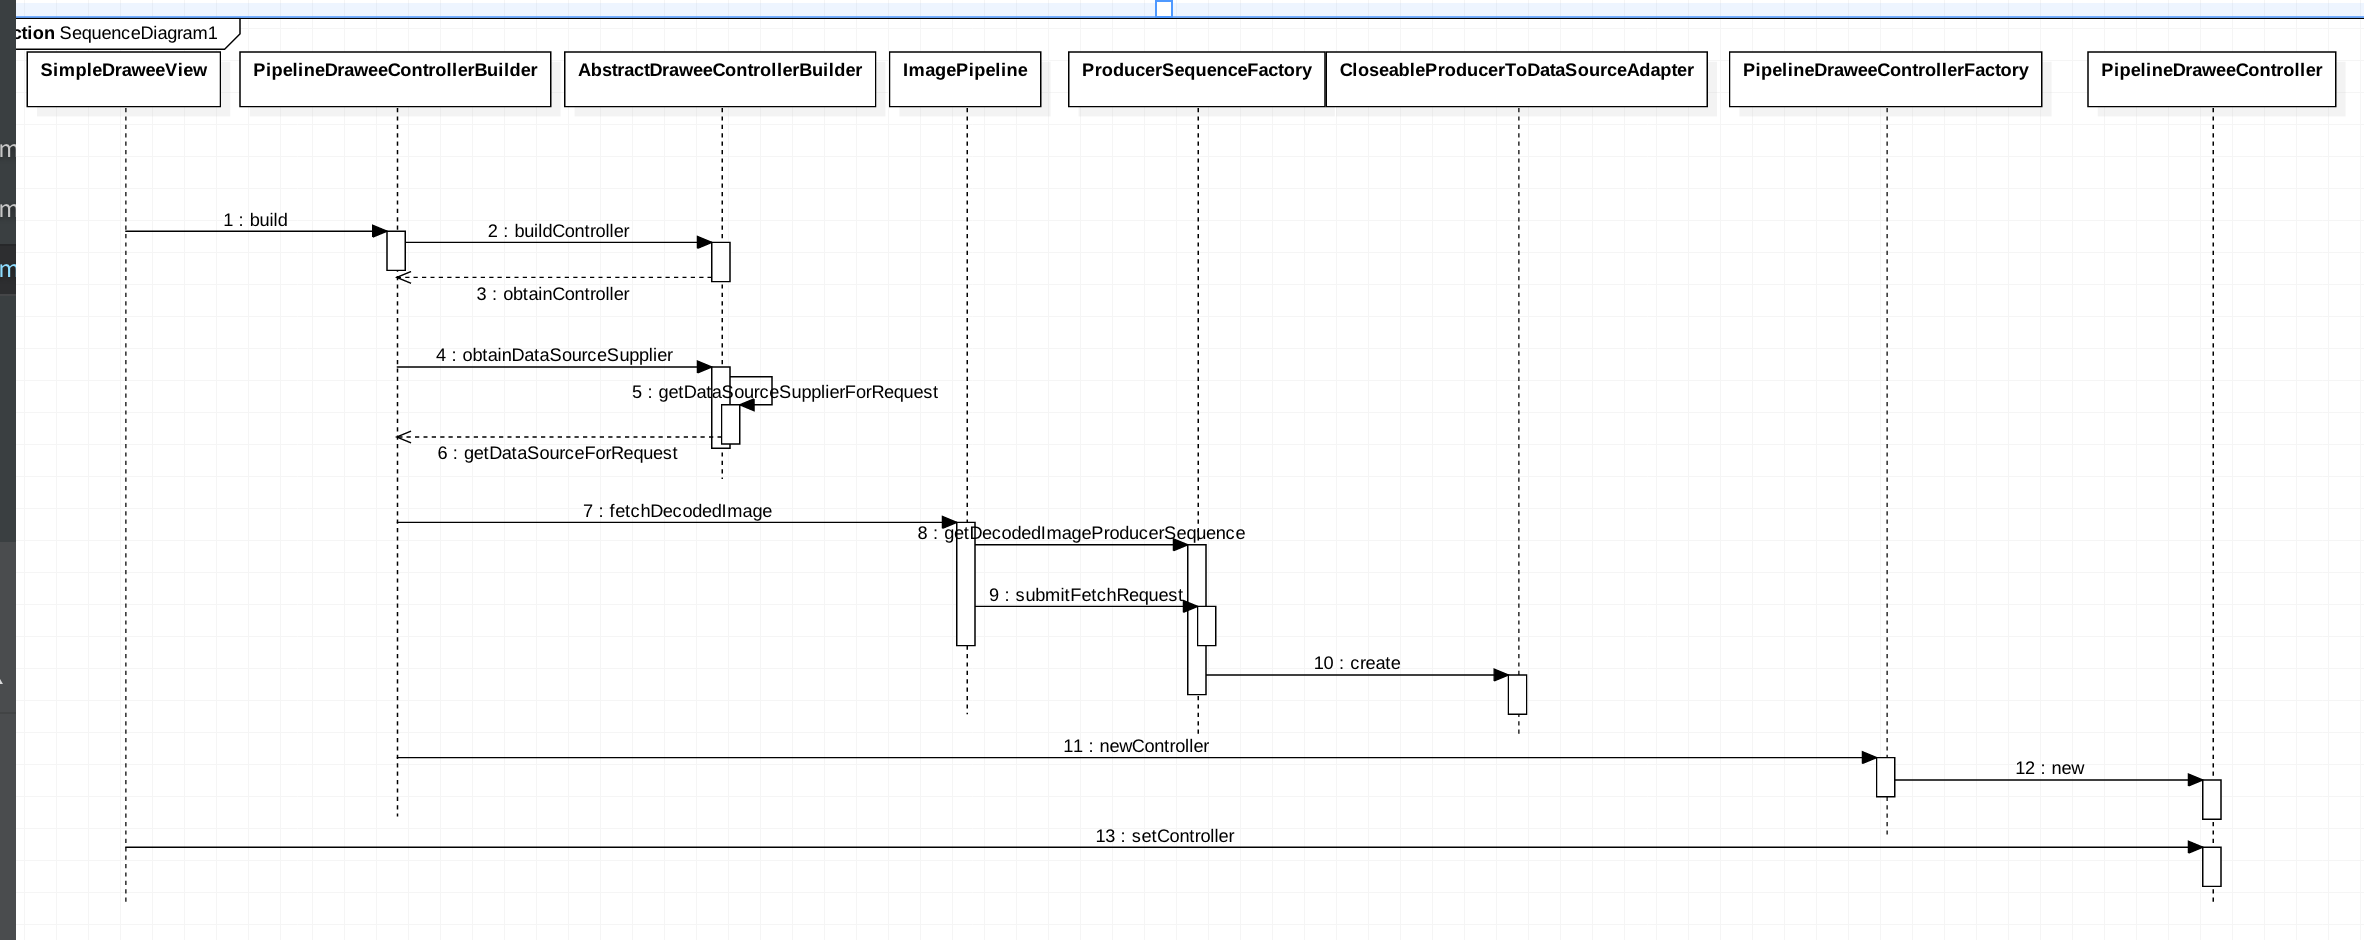 ction SequenceDiagram1
SimpleDraweeView
PipelineDraweeControllerBuilder
AbstractDraweeControllerBuilder
ImagePipeline
ProducerSequenceFactory
CloseableProducerToDataSourceAdapter
PipelineDraweeControllerFactory
PipelineDraweeController
m
m
m
1 : build
2 : buildController
3 : obtainController
4 : obtainDataSourceSupplier
5 : getDataSourceSupplierForRequest
6 : getDataSourceForRequest
7 : fetchDecodedImage
8 : getDecodedImageProducerSequence
9 : submitFetchRequest
10 : create
11 : newController
12 : new
13 : setController